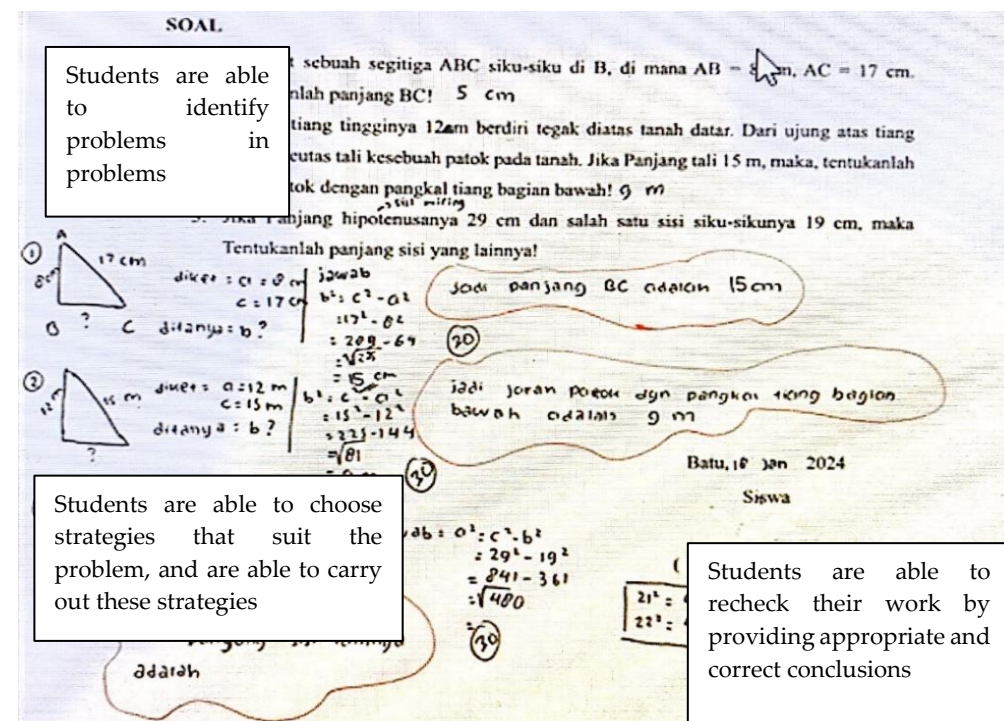 SOAL
Students are able
to identify
problems in
problems
sebuah segitiga ABC siku-siku di B, di mana AB = cm, AC = 17 cm.
nlah panjang BC! 5 cm
tiang tingginya 12 m berdiri tegak diatas tanah datar. Dari ujung atas tiang
eutas tali kesebuah patok pada tanah. Jika Panjang tali 15 m, maka, tentukanlah
tok dengan pangkal tiang bagian bawah! 9 m
sisi miring
3. Jika Panjang hipotenusanya 29 cm dan salah satu sisi siku-sikunya 19 cm, maka
Tentukanlah panjang sisi yang lainnya!
①
A
17 cm
8 cm
B ? C
diket : a = 8 cm
c = 17 cm
ditanya = b ?
jawab
b² = c² - a²
= 17² - 8²
- 64
= 15 cm
jadi panjang BC adalah 15 cm
②
12 m
15 m
?
diket : a = 12 m
c = 15 m
ditanya : b ?
b² = c² - a²
= 15² - 12²
= 225 - 144
= √81
30
jadi patok dgn pangkal tiang bagian
bawah adalah 9 m
Batu, Jan 2024
Siswa
Students are able to choose
strategies that suit the
problem, and are able to carry
out these strategies
wab : a² = c² - b²
= 29² - 19²
= 841 - 361
= √480
=
30
adalah
(
21² =
22² =
Students are able to
recheck their work by
providing appropriate and
correct conclusions